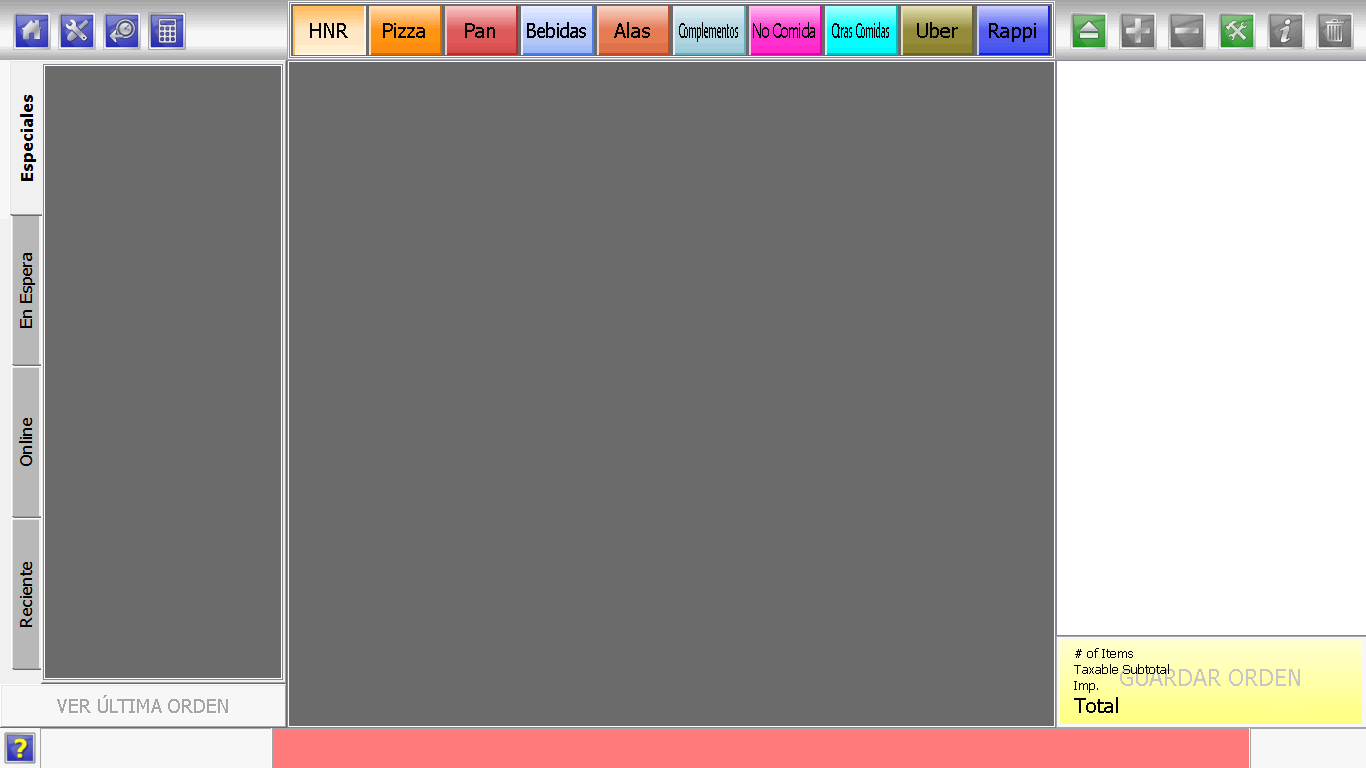 HNR
Pizza
Pan
Bebidas
Alas
Complementos
No Comida
Otras Comidas
Uber
Rappi
Especiales
En Espera
Online
Reciente
VER ÚLTIMA ORDEN
# of Items
Taxable Subtotal
Imp.
Total
GUARDAR ORDEN
?